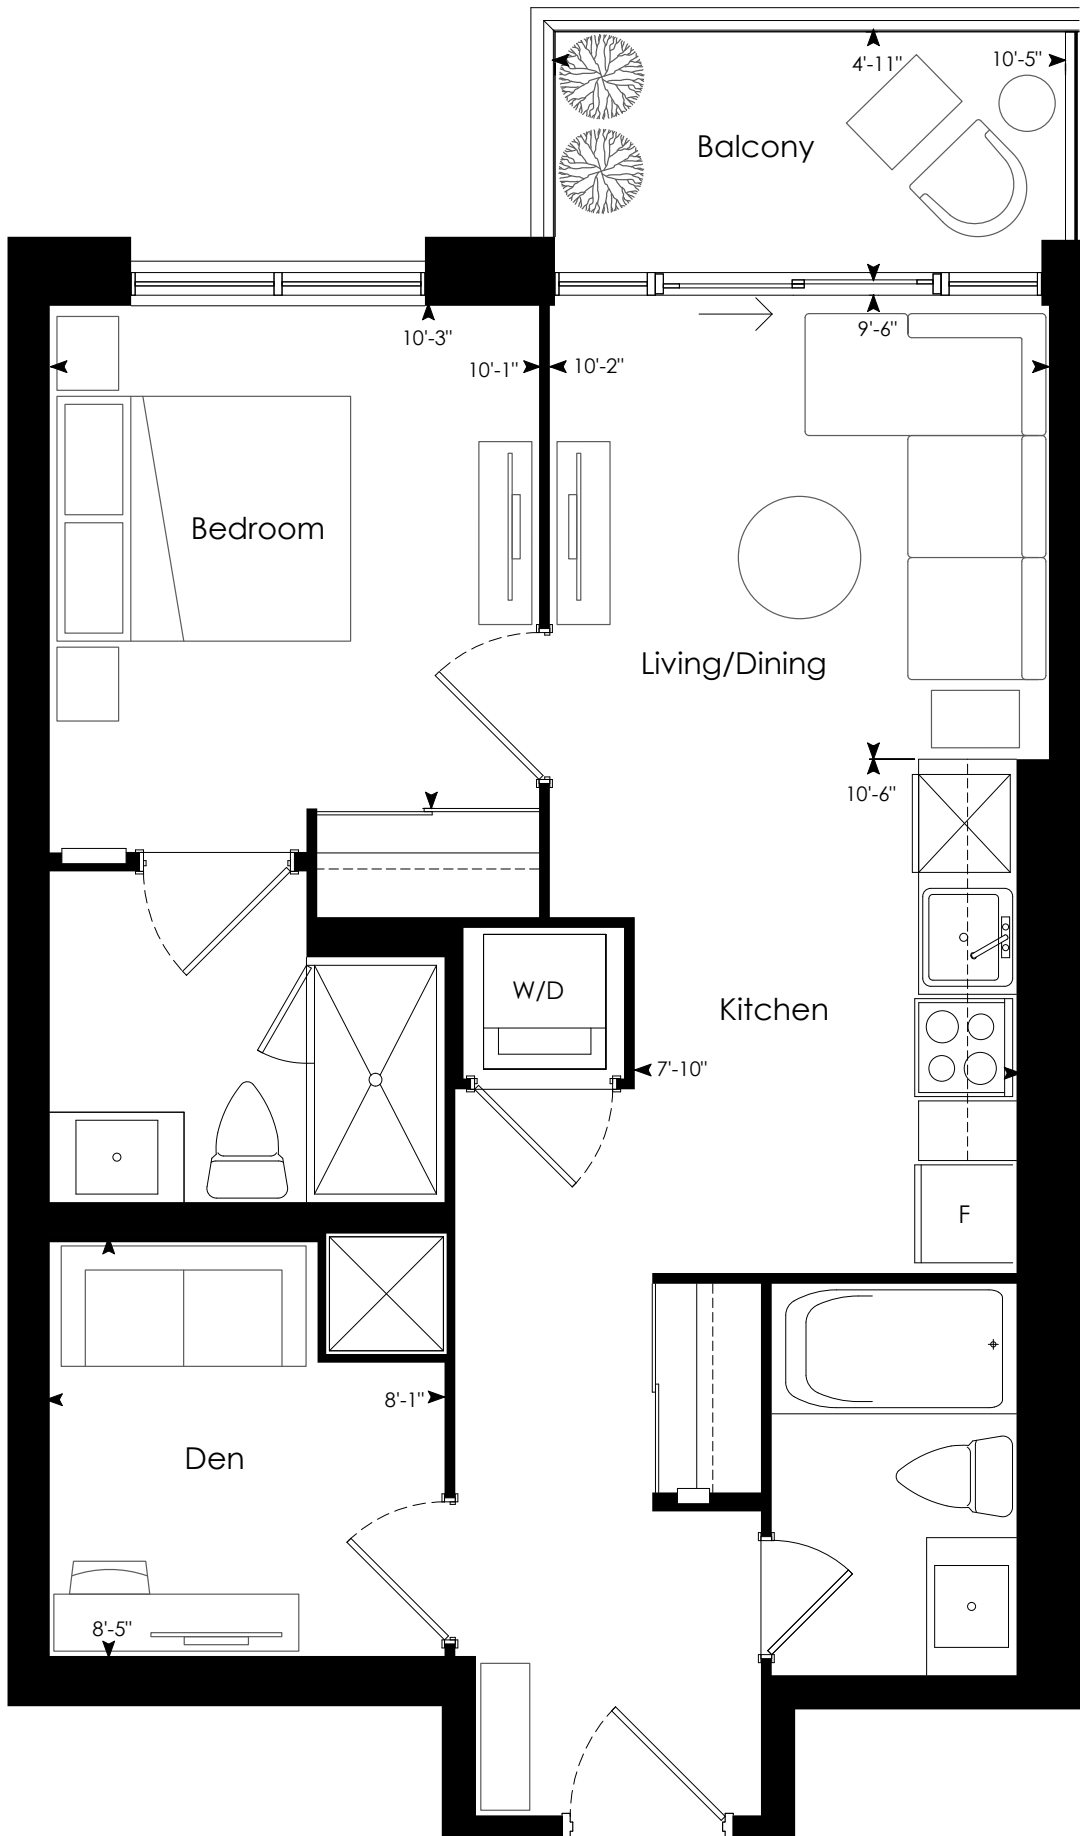 4'-11"
10'-5"
Balcony
10'-3"
9'-6"
10'-1"
10'-2"
Bedroom
Living/Dining
10'-6"
W/D
Kitchen
7'-10"
F
8'-1"
Den
8'-5"